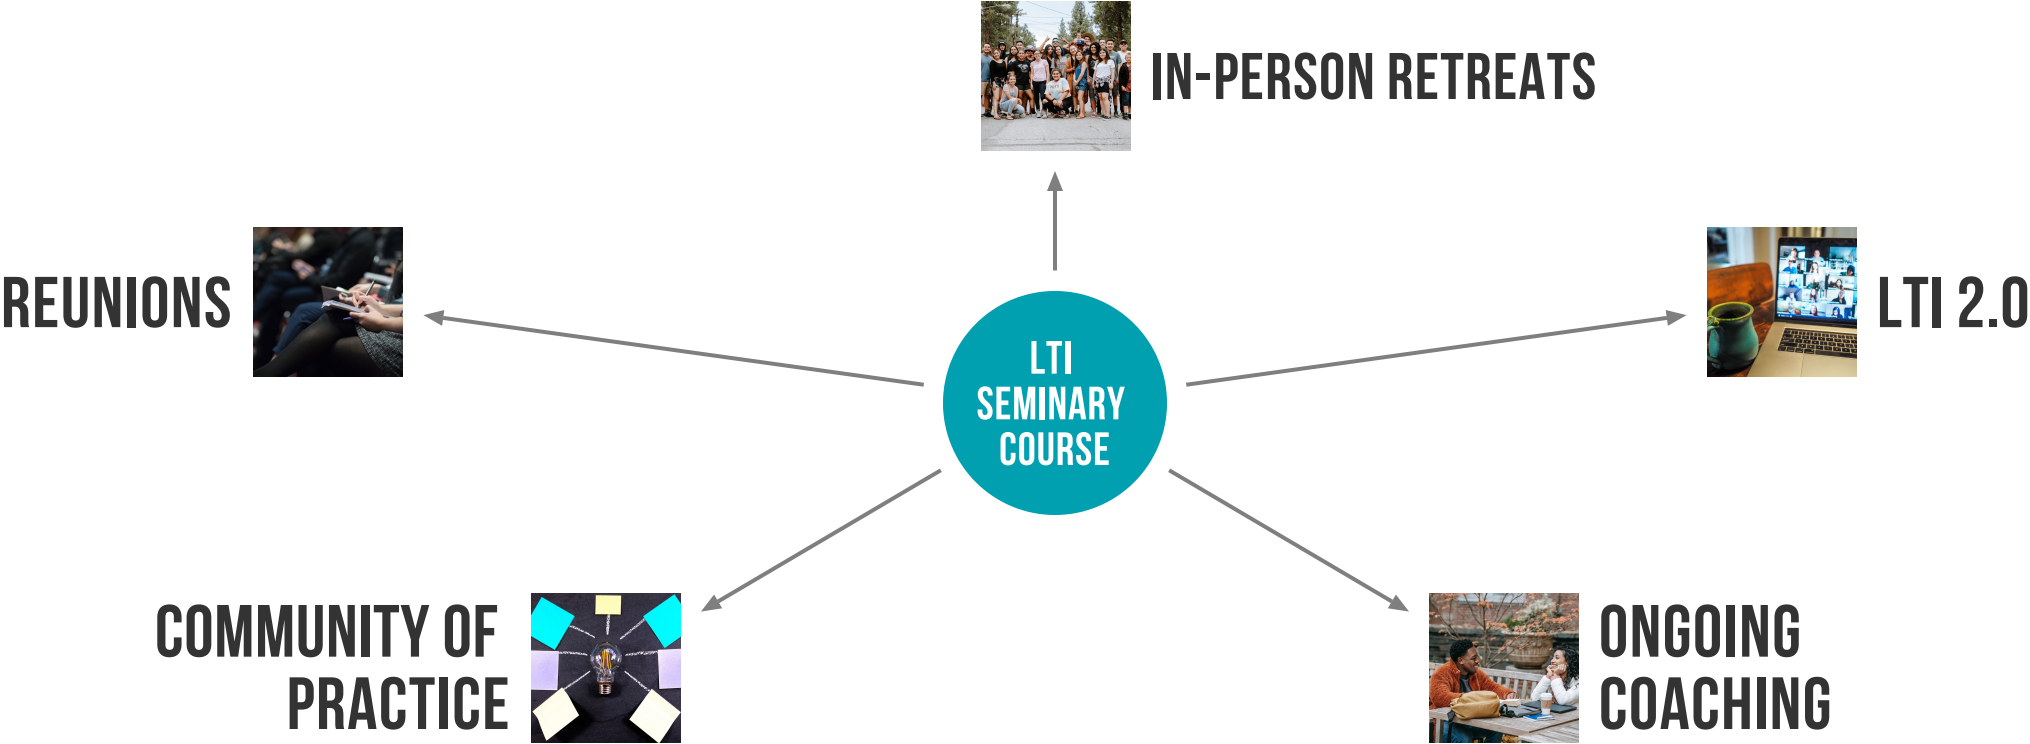 IN-PERSON RETREATS
REUNIONS
LTI 2.0
LTI
SEMINARY
COURSE
COMMUNITY OF
PRACTICE
ONGOING
COACHING